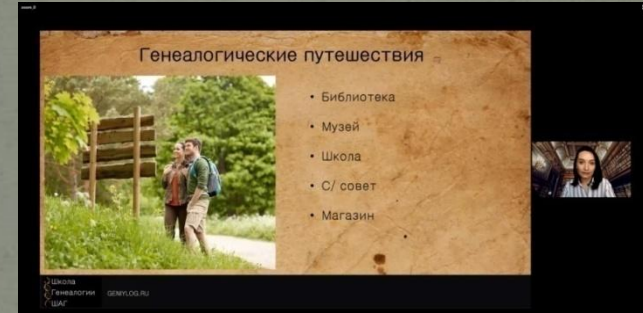 Генеалогические путешествия
• Библиотека
• Музей
• Школа
• С/ совет
• Магазин
Школа
Генеалогии
ШАГ
GENYLOG.RU